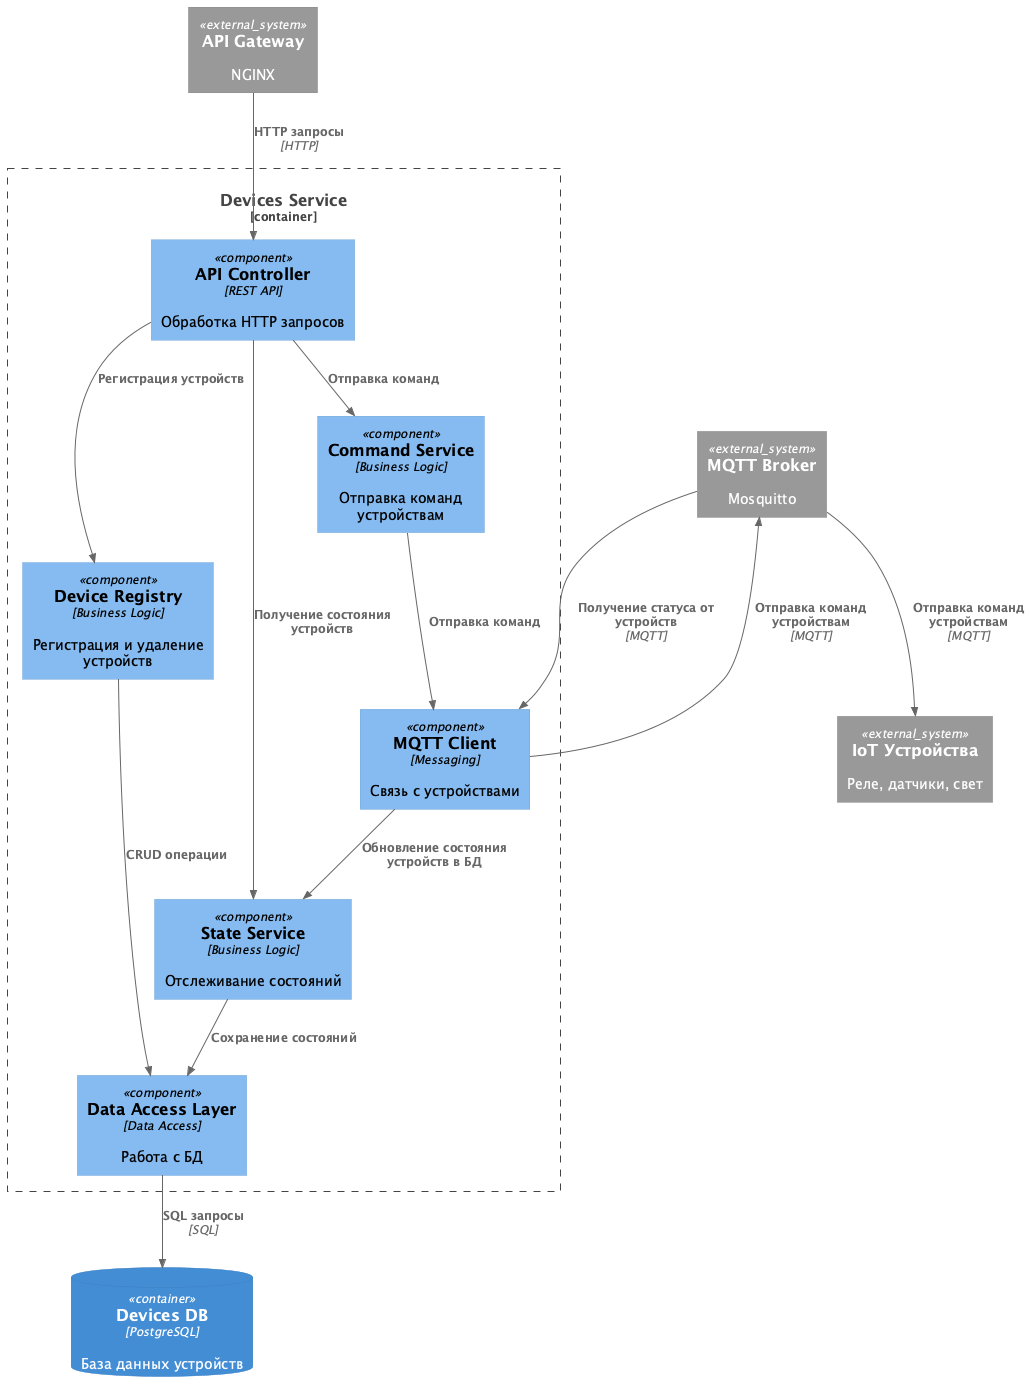 «external_system»
API Gateway
NGINX
HTTP запросы
[HTTP]
Devices Service
[container]
«component»
API Controller
[REST API]
Обработка HTTP запросов
Регистрация устройств
Отправка команд
«component»
Command Service
[Business Logic]
Отправка команд
устройствам
«external_system»
MQTT Broker
Mosquitto
«component»
Device Registry
[Business Logic]
Регистрация и удаление
устройств
Получение состояния
устройств
Отправка команд
Получение статуса от
устройств
[MQTT]
Отправка команд
устройствам
[MQTT]
Отправка команд
устройствам
[MQTT]
«component»
MQTT Client
[Messaging]
Связь с устройствами
«external_system»
IoT Устройства
Реле, датчики, свет
CRUD операции
Обновление состояния
устройств в БД
«component»
State Service
[Business Logic]
Отслеживание состояний
Сохранение состояний
«component»
Data Access Layer
[Data Access]
Работа с БД
SQL запросы
[SQL]
«container»
Devices DB
[PostgreSQL]
База данных устройств